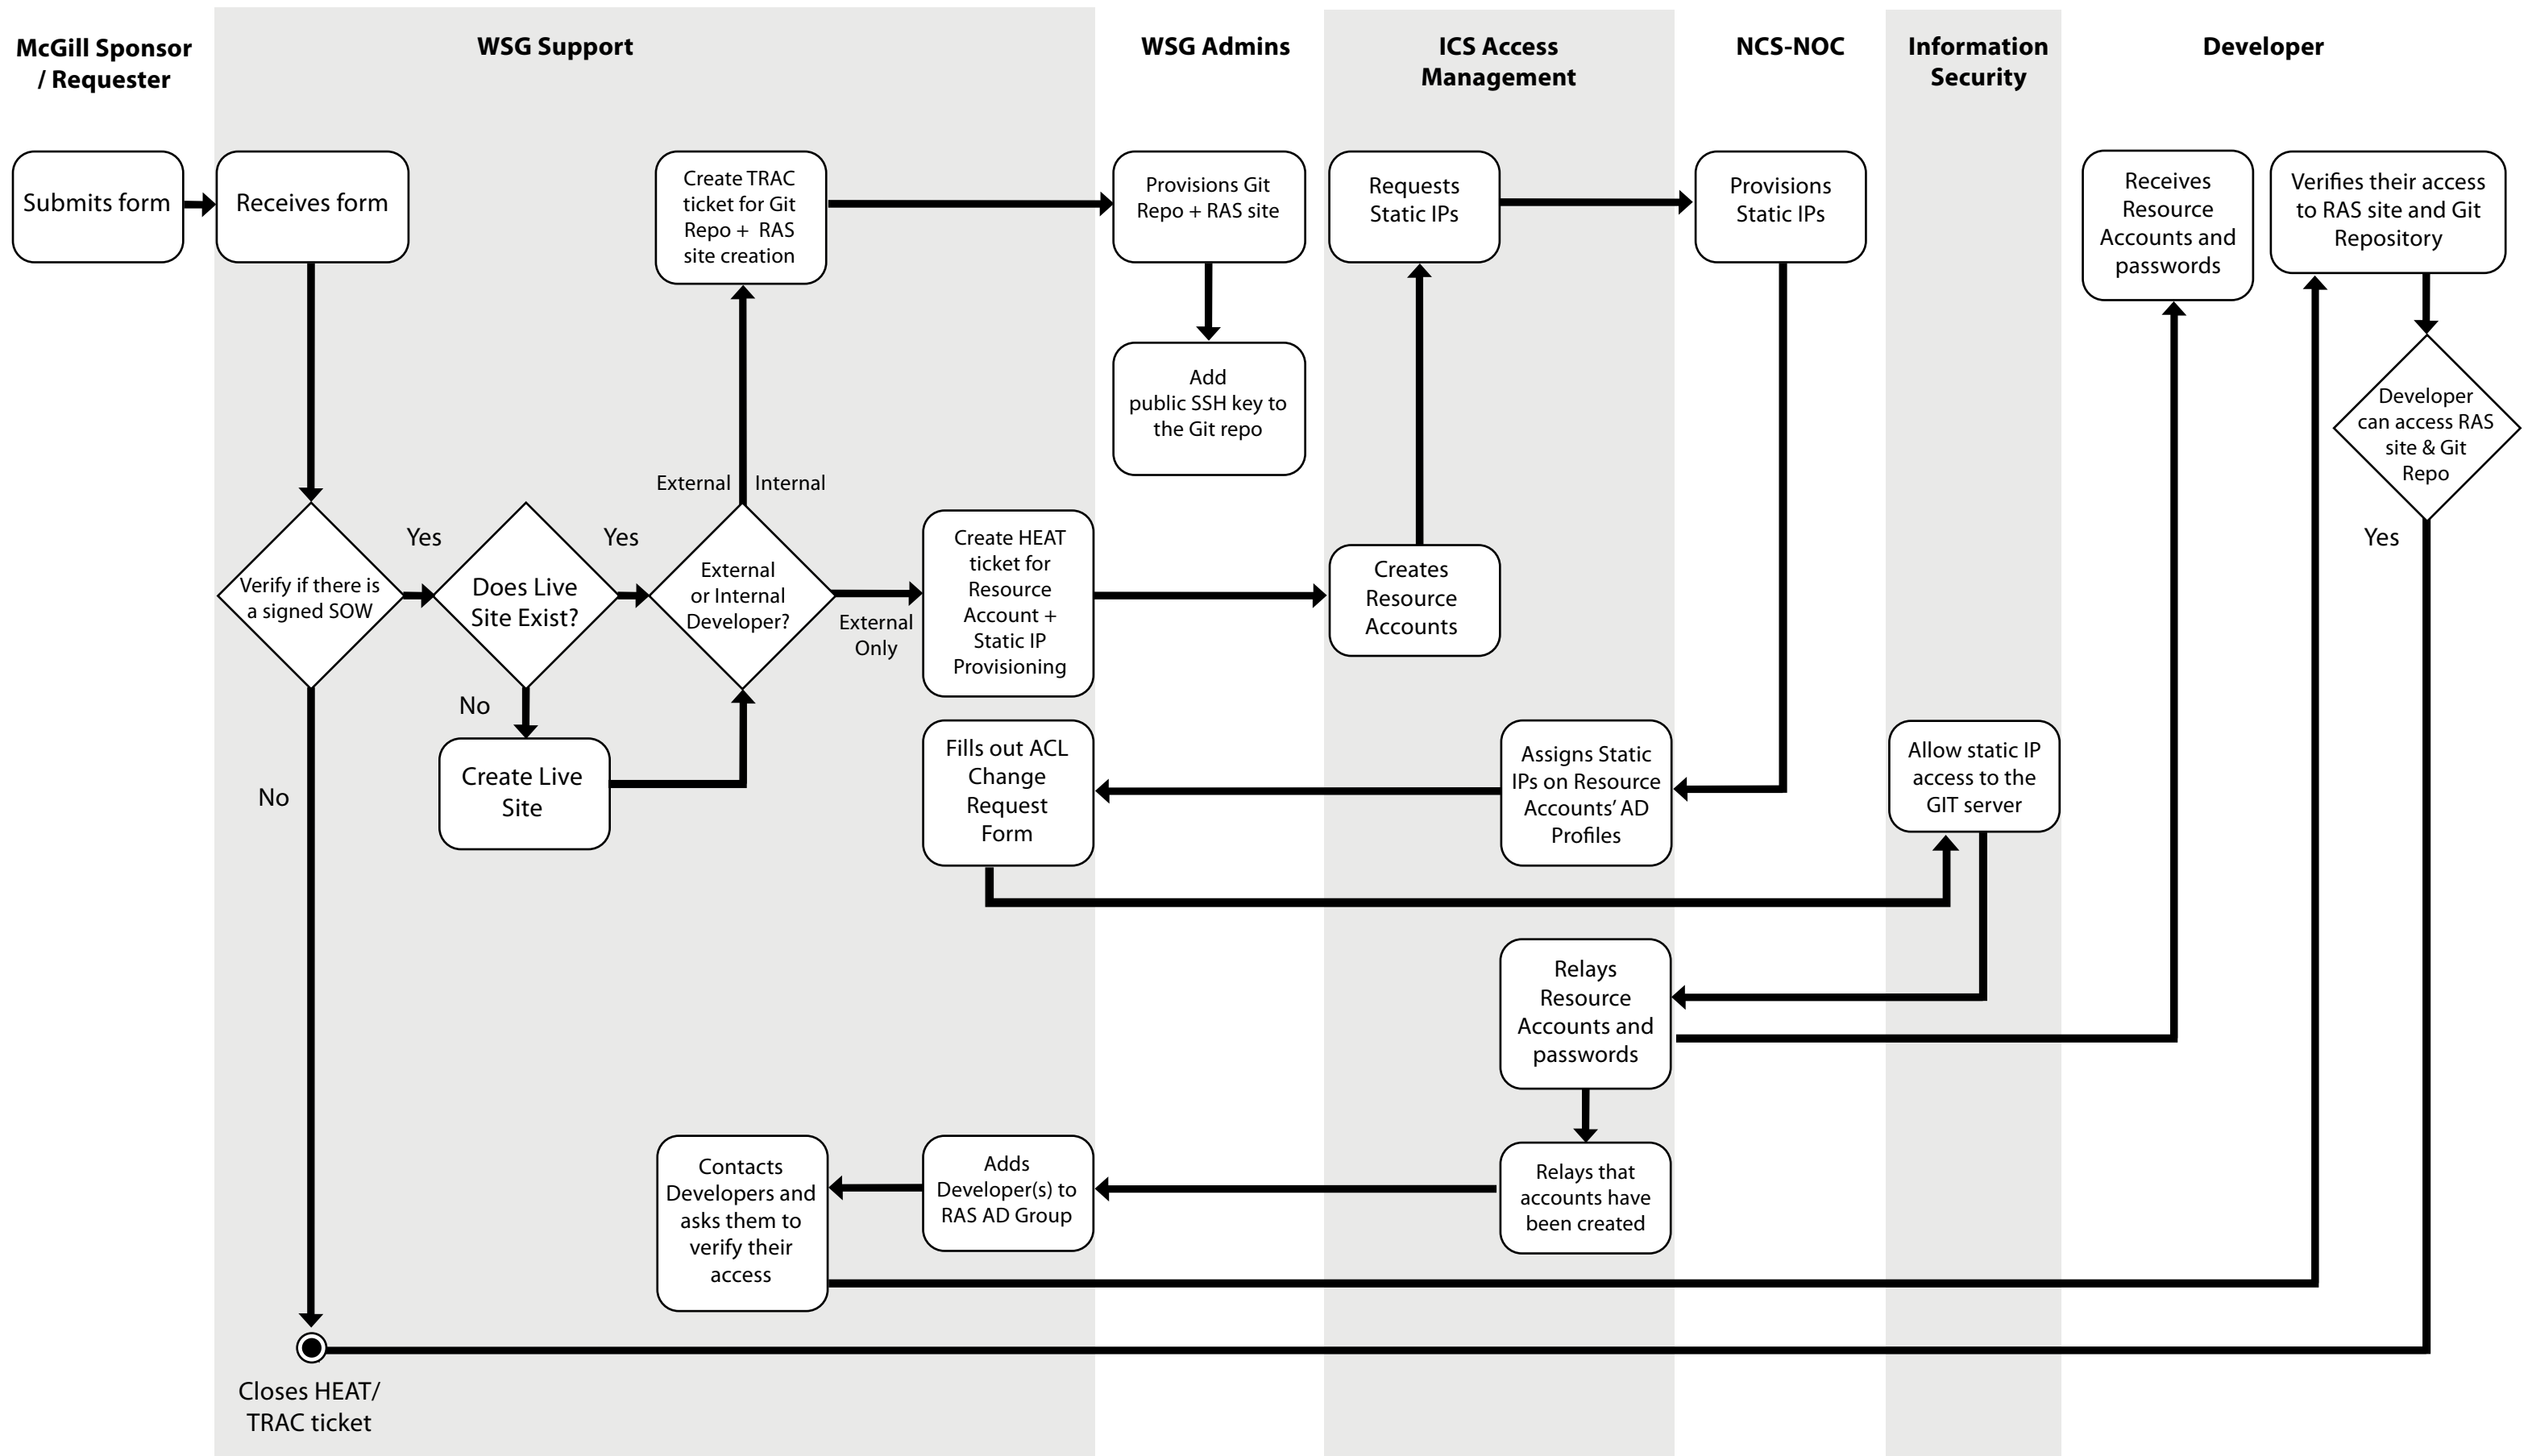 McGill Sponsor
/ Requester
WSG Support
WSG Admins
ICS Access
Management
NCS-NOC
Information
Security
Developer
Submits form
Receives form
Create TRAC
ticket for Git
Repo + RAS
site creation
Provisions Git
Repo + RAS site
Requests
Static IPs
Provisions
Static IPs
Receives
Resource
Accounts and
passwords
Verifies their access
to RAS site and Git
Repository
Add
public SSH key to
the Git repo
Developer
can access RAS
site & Git
Repo
Yes
External
Internal
Verify if there is
a signed SOW
Yes
Does Live
Site Exist?
Yes
External
or Internal
Developer?
External
Only
Create HEAT
ticket for
Resource
Account +
Static IP
Provisioning
Creates
Resource
Accounts
No
No
Create Live
Site
Fills out ACL
Change
Request
Form
Assigns Static
IPs on Resource
Accounts’ AD
Profiles
Allow static IP
access to the
GIT server
Relays
Resource
Accounts and
passwords
Contacts
Developers and
asks them to
verify their
access
Adds
Developer(s) to
RAS AD Group
Relays that
accounts have
been created
Closes HEAT/
TRAC ticket